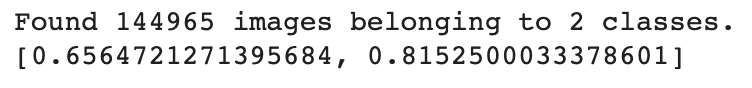 Found 144965 images belonging to 2 classes.
[0.6564721271395684, 0.8152500033378601]